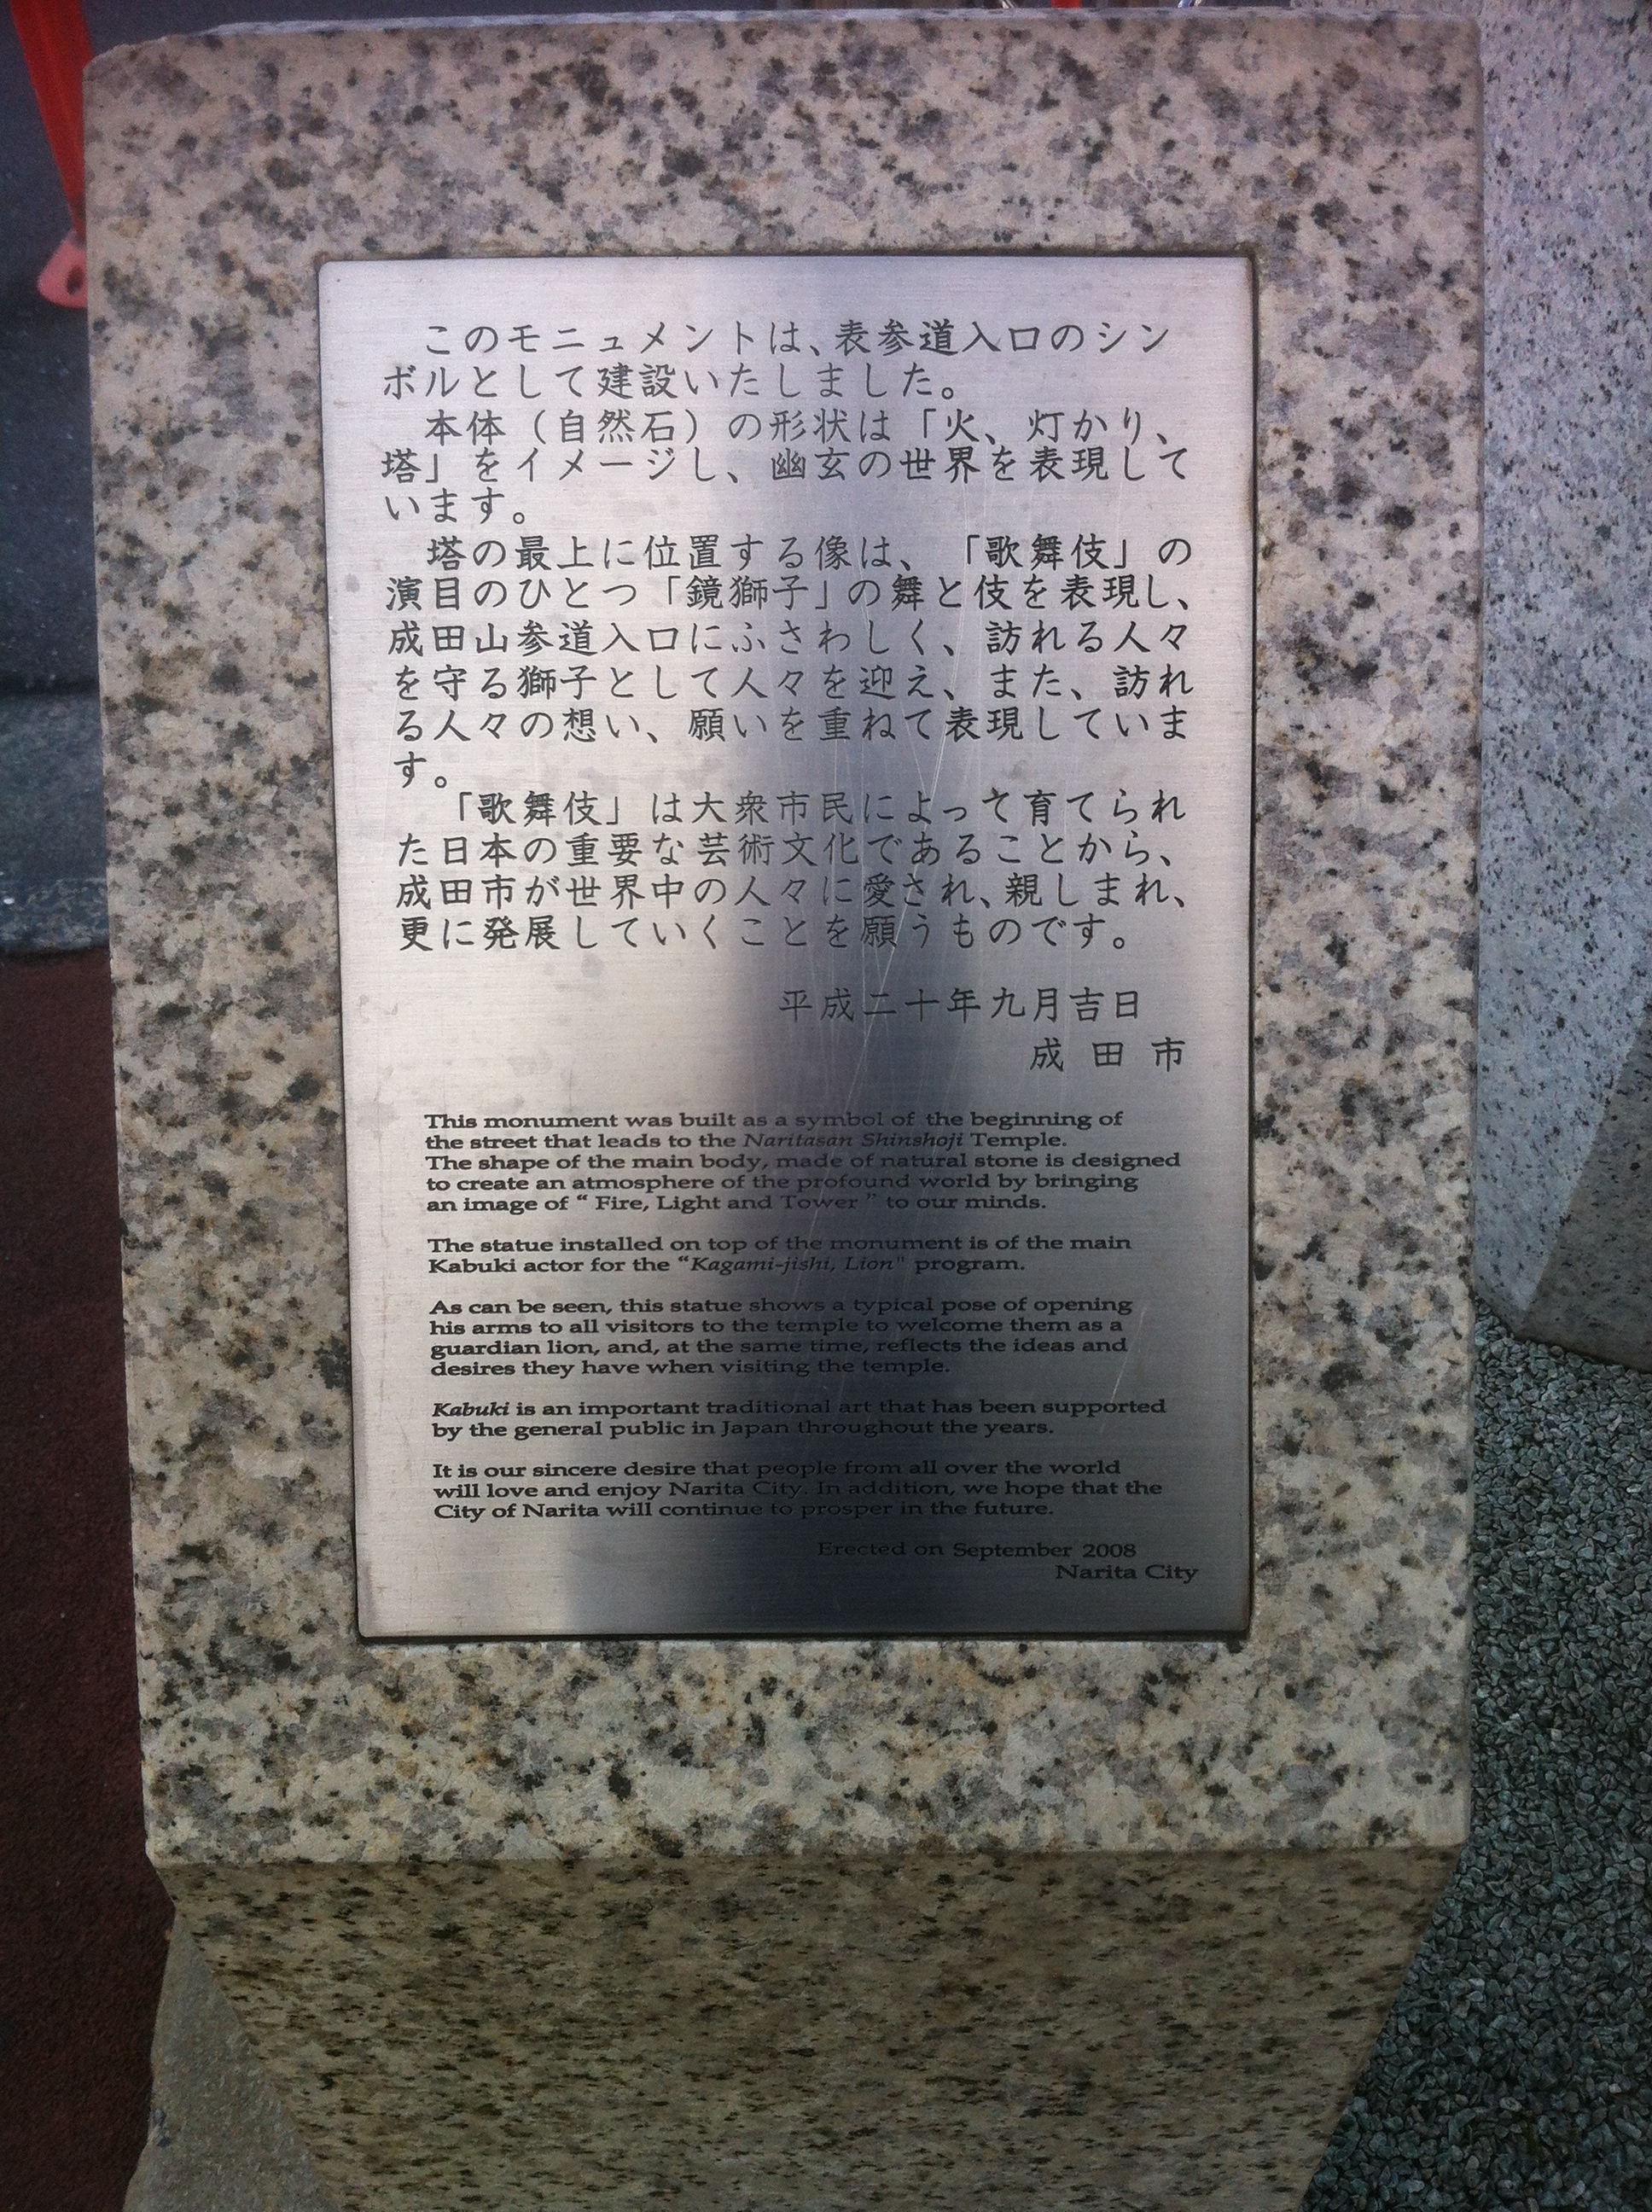 このモニュメントは、表参道入口のシン
ボルとして建設いたしました。
本体（自然石）の形状は「火、灯かり、
塔」をイメージし、幽玄の世界を表現して
います。
塔の最上に位置する像は、「歌舞伎」の
演目のひとつ「鏡獅子」の舞と伎を表現し、
成田山参道入口にふさわしく、訪れる人々
を守る獅子として人々を迎え、また、訪れ
る人々の想い、願いを重ねて表現していま
す。
「歌舞伎」は大衆市民によって育てられ
た日本の重要な芸術文化であることから、
成田市が世界中の人々に愛され、親しまれ、
更に発展していくことを願うものです。
平成二十年九月吉日
成田市
This monument was built as a symbol of the beginning of
the street that leads to the Naritasan Shinshoji Temple.
The shape of the main body, made of natural stone is designed
to create an atmosphere of the profound world by bringing
an image of “ Fire, Light and Tower ” to our minds.
The statue installed on top of the monument is of the main
Kabuki actor for the “Kagami-jishi, Lion" program.
As can be seen, this statue shows a typical pose of opening
his arms to all visitors to the temple to welcome them as a
guardian lion, and, at the same time, reflects the ideas and
desires they have when visiting the temple.
Kabuki is an important traditional art that has been supported
by the general public in Japan throughout the years.
It is our sincere desire that people from all over the world
will love and enjoy Narita City. In addition, we hope that the
City of Narita will continue to prosper in the future.
Erected on September 2008
Narita City